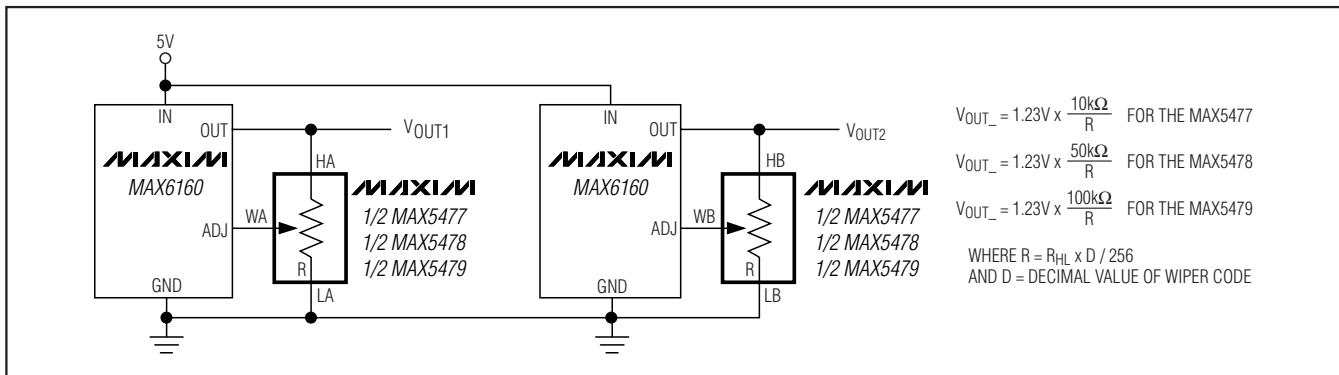 5V
IN
OUT
VOUT1
HA
MAXIM
MAX6160
MAXIM
1/2 MAX5477
1/2 MAX5478
1/2 MAX5479
ADJ
WA
R
LA
GND
IN
OUT
VOUT2
HB
MAXIM
MAX6160
MAXIM
1/2 MAX5477
1/2 MAX5478
1/2 MAX5479
ADJ
WB
R
LB
GND
VOUT_ = 1.23V x 10kΩ / R FOR THE MAX5477
VOUT_ = 1.23V x 50kΩ / R FOR THE MAX5478
VOUT_ = 1.23V x 100kΩ / R FOR THE MAX5479
WHERE R = RHL x D / 256
AND D = DECIMAL VALUE OF WIPER CODE